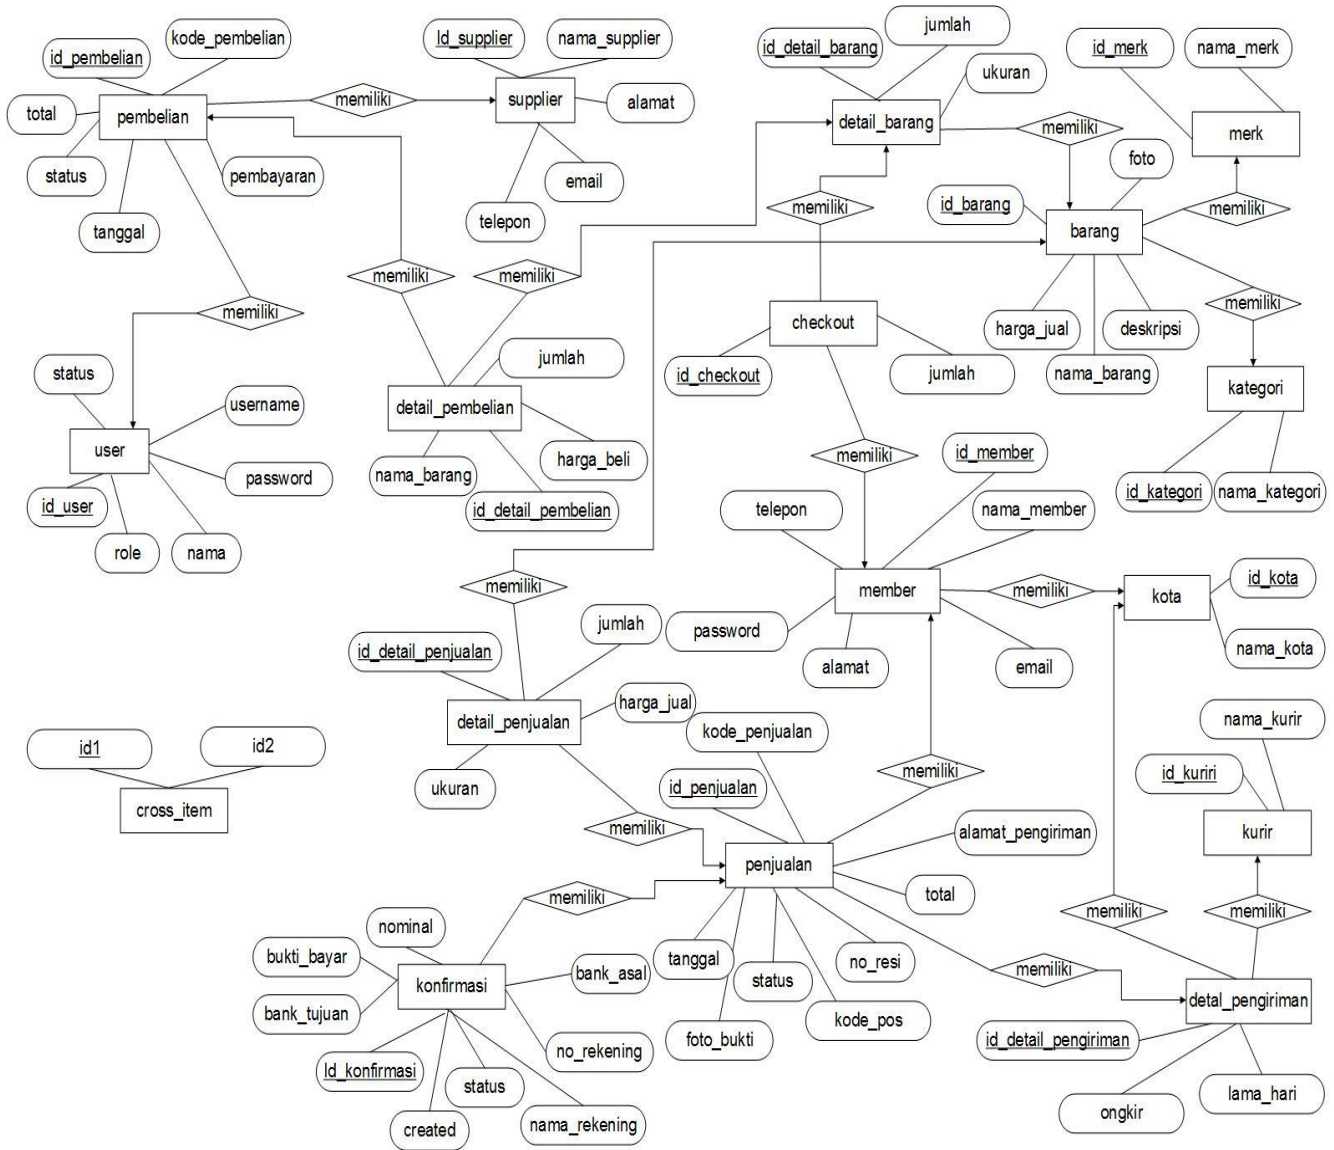 kode_pembelian
id_pembelian
total
pembelian
status
pembayaran
tanggal
memiliki
Id_supplier
nama_supplier
supplier
alamat
email
telepon
id_detail_barang
jumlah
ukuran
detail_barang
memiliki
id_merk
nama_merk
merk
foto
id_barang
memiliki
barang
memiliki
memiliki
memiliki
memiliki
memiliki
memiliki
harga_jual
deskripsi
nama_barang
checkout
id_checkout
jumlah
kategori
id_kategori
nama_kategori
status
username
user
password
id_user
role
nama
jumlah
detail_pembelian
nama_barang
harga_beli
id_detail_pembelian
memiliki
id_member
telepon
nama_member
memiliki
member
memiliki
password
alamat
email
kota
id_kota
nama_kota
jumlah
id_detail_penjualan
harga_jual
detail_penjualan
ukuran
kode_penjualan
id1
id2
cross_item
memiliki
id_penjualan
memiliki
nama_kurir
id_kuriri
kurir
alamat_pengiriman
penjualan
total
memiliki
tanggal
status
no_resi
foto_bukti
kode_pos
memiliki
memiliki
memiliki
nominal
bukti_bayar
bank_asal
konfirmasi
bank_tujuan
no_rekening
Id_konfirmasi
status
created
nama_rekening
detal_pengiriman
id_detail_pengiriman
ongkir
lama_hari